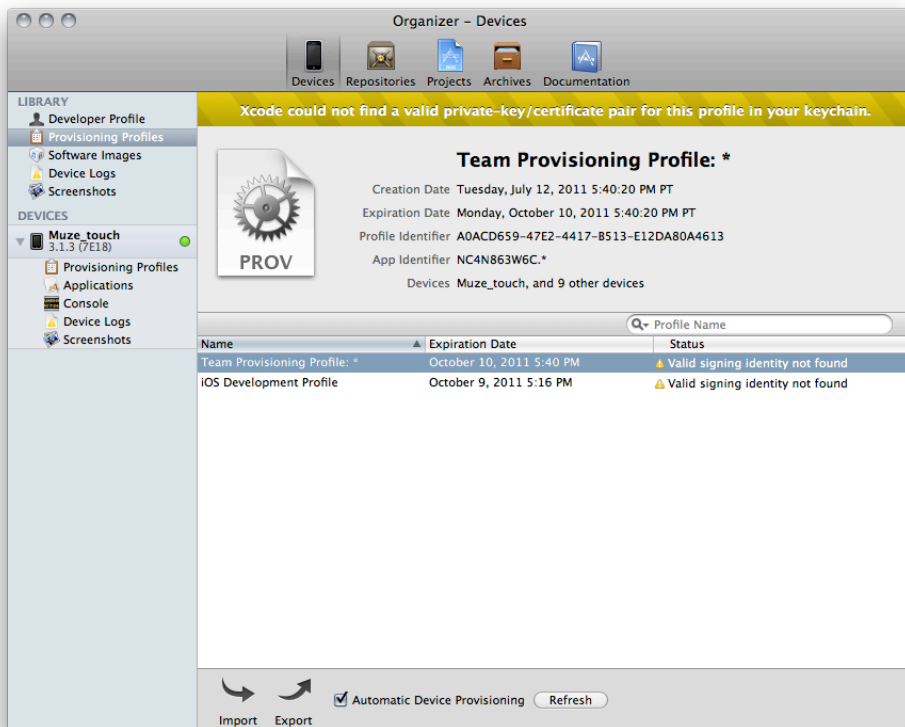 Organizer – Devices
Devices Repositories Projects Archives Documentation
LIBRARY
Developer Profile
Provisioning Profiles
Software Images
Device Logs
Screenshots
DEVICES
Muze_touch
3.1.3 (7E18)
Provisioning Profiles
Applications
Console
Device Logs
Screenshots
Xcode could not find a valid private-key/certificate pair for this profile in your keychain.
Team Provisioning Profile: *
Creation Date Tuesday, July 12, 2011 5:40:20 PM PT
Expiration Date Monday, October 10, 2011 5:40:20 PM PT
Profile Identifier A0ACD659-47E2-4417-B513-E12DA80A4613
App Identifier NC4N863W6C.*
Devices Muze_touch, and 9 other devices
PROV
Profile Name
Name Expiration Date Status
Team Provisioning Profile: * October 10, 2011 5:40 PM Valid signing identity not found
iOS Development Profile October 9, 2011 5:16 PM Valid signing identity not found
Import Export Automatic Device Provisioning Refresh